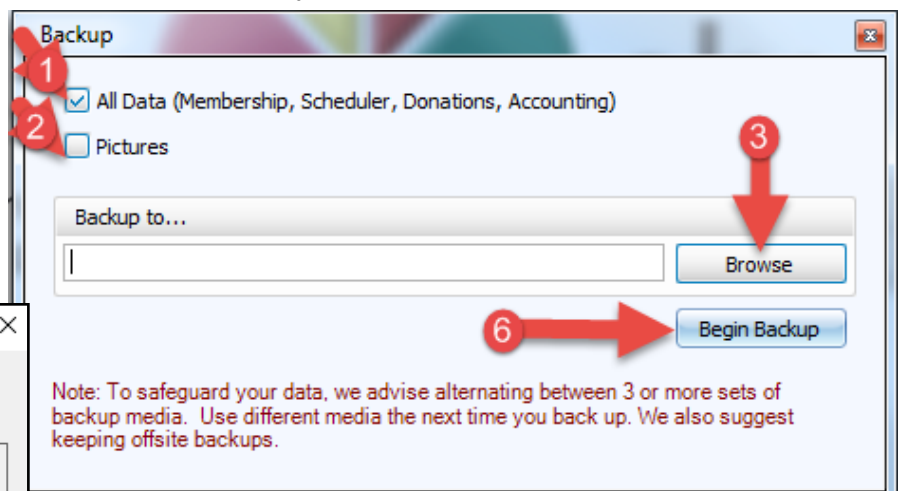 Backup
1
All Data (Membership, Scheduler, Donations, Accounting)
2
Pictures
3
Backup to...
Browse
6
Begin Backup
Note: To safeguard your data, we advise alternating between 3 or more sets of
backup media.  Use different media the next time you back up. We also suggest
keeping offsite backups.